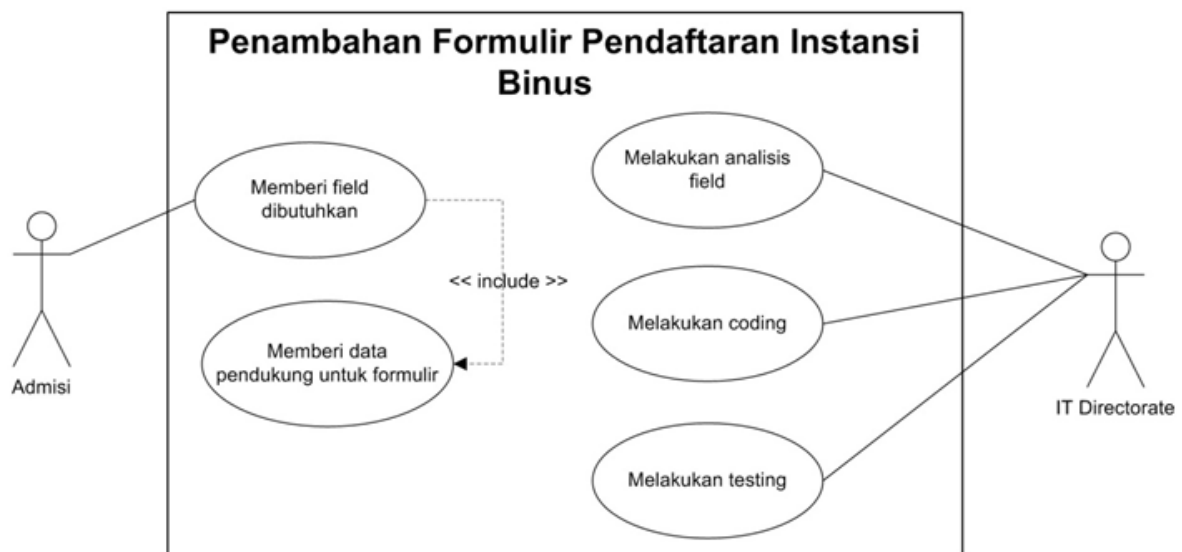 Penambahan Formulir Pendaftaran Instansi
Binus
Memberi field
dibutuhkan
<< include >>
Memberi data
pendukung untuk formulir
Melakukan analisis
field
Melakukan coding
Melakukan testing
Admisi
IT Directorate